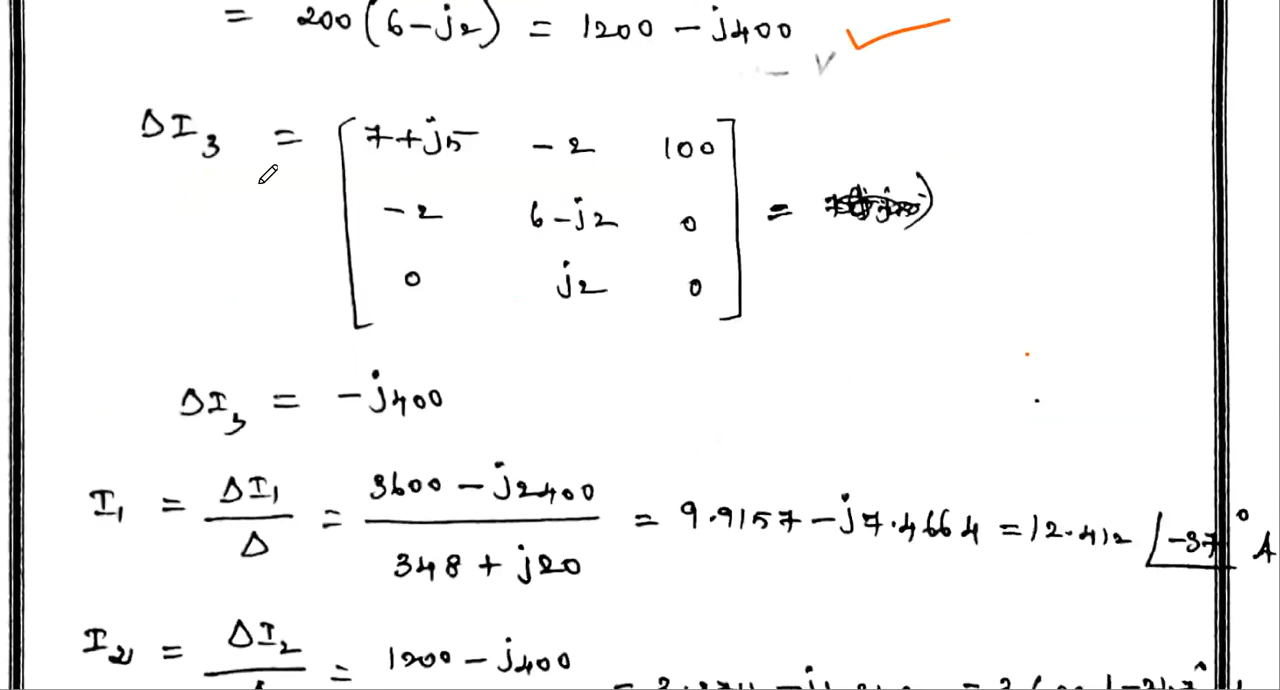 = 200(6-j2) = 1200 - j400
ΔI₃ = [ 7+j5 -2 100
-2 6-j2 0 =
0 j2 0 ]
ΔI₃ = -j400
I₁ = ΔI₁/Δ = (3600 - j2400)/(348 + j20) = 9.9157 - j7.4664 = 12.412 ∠-37° A
I₂ = ΔI₂ = 1200 - j400